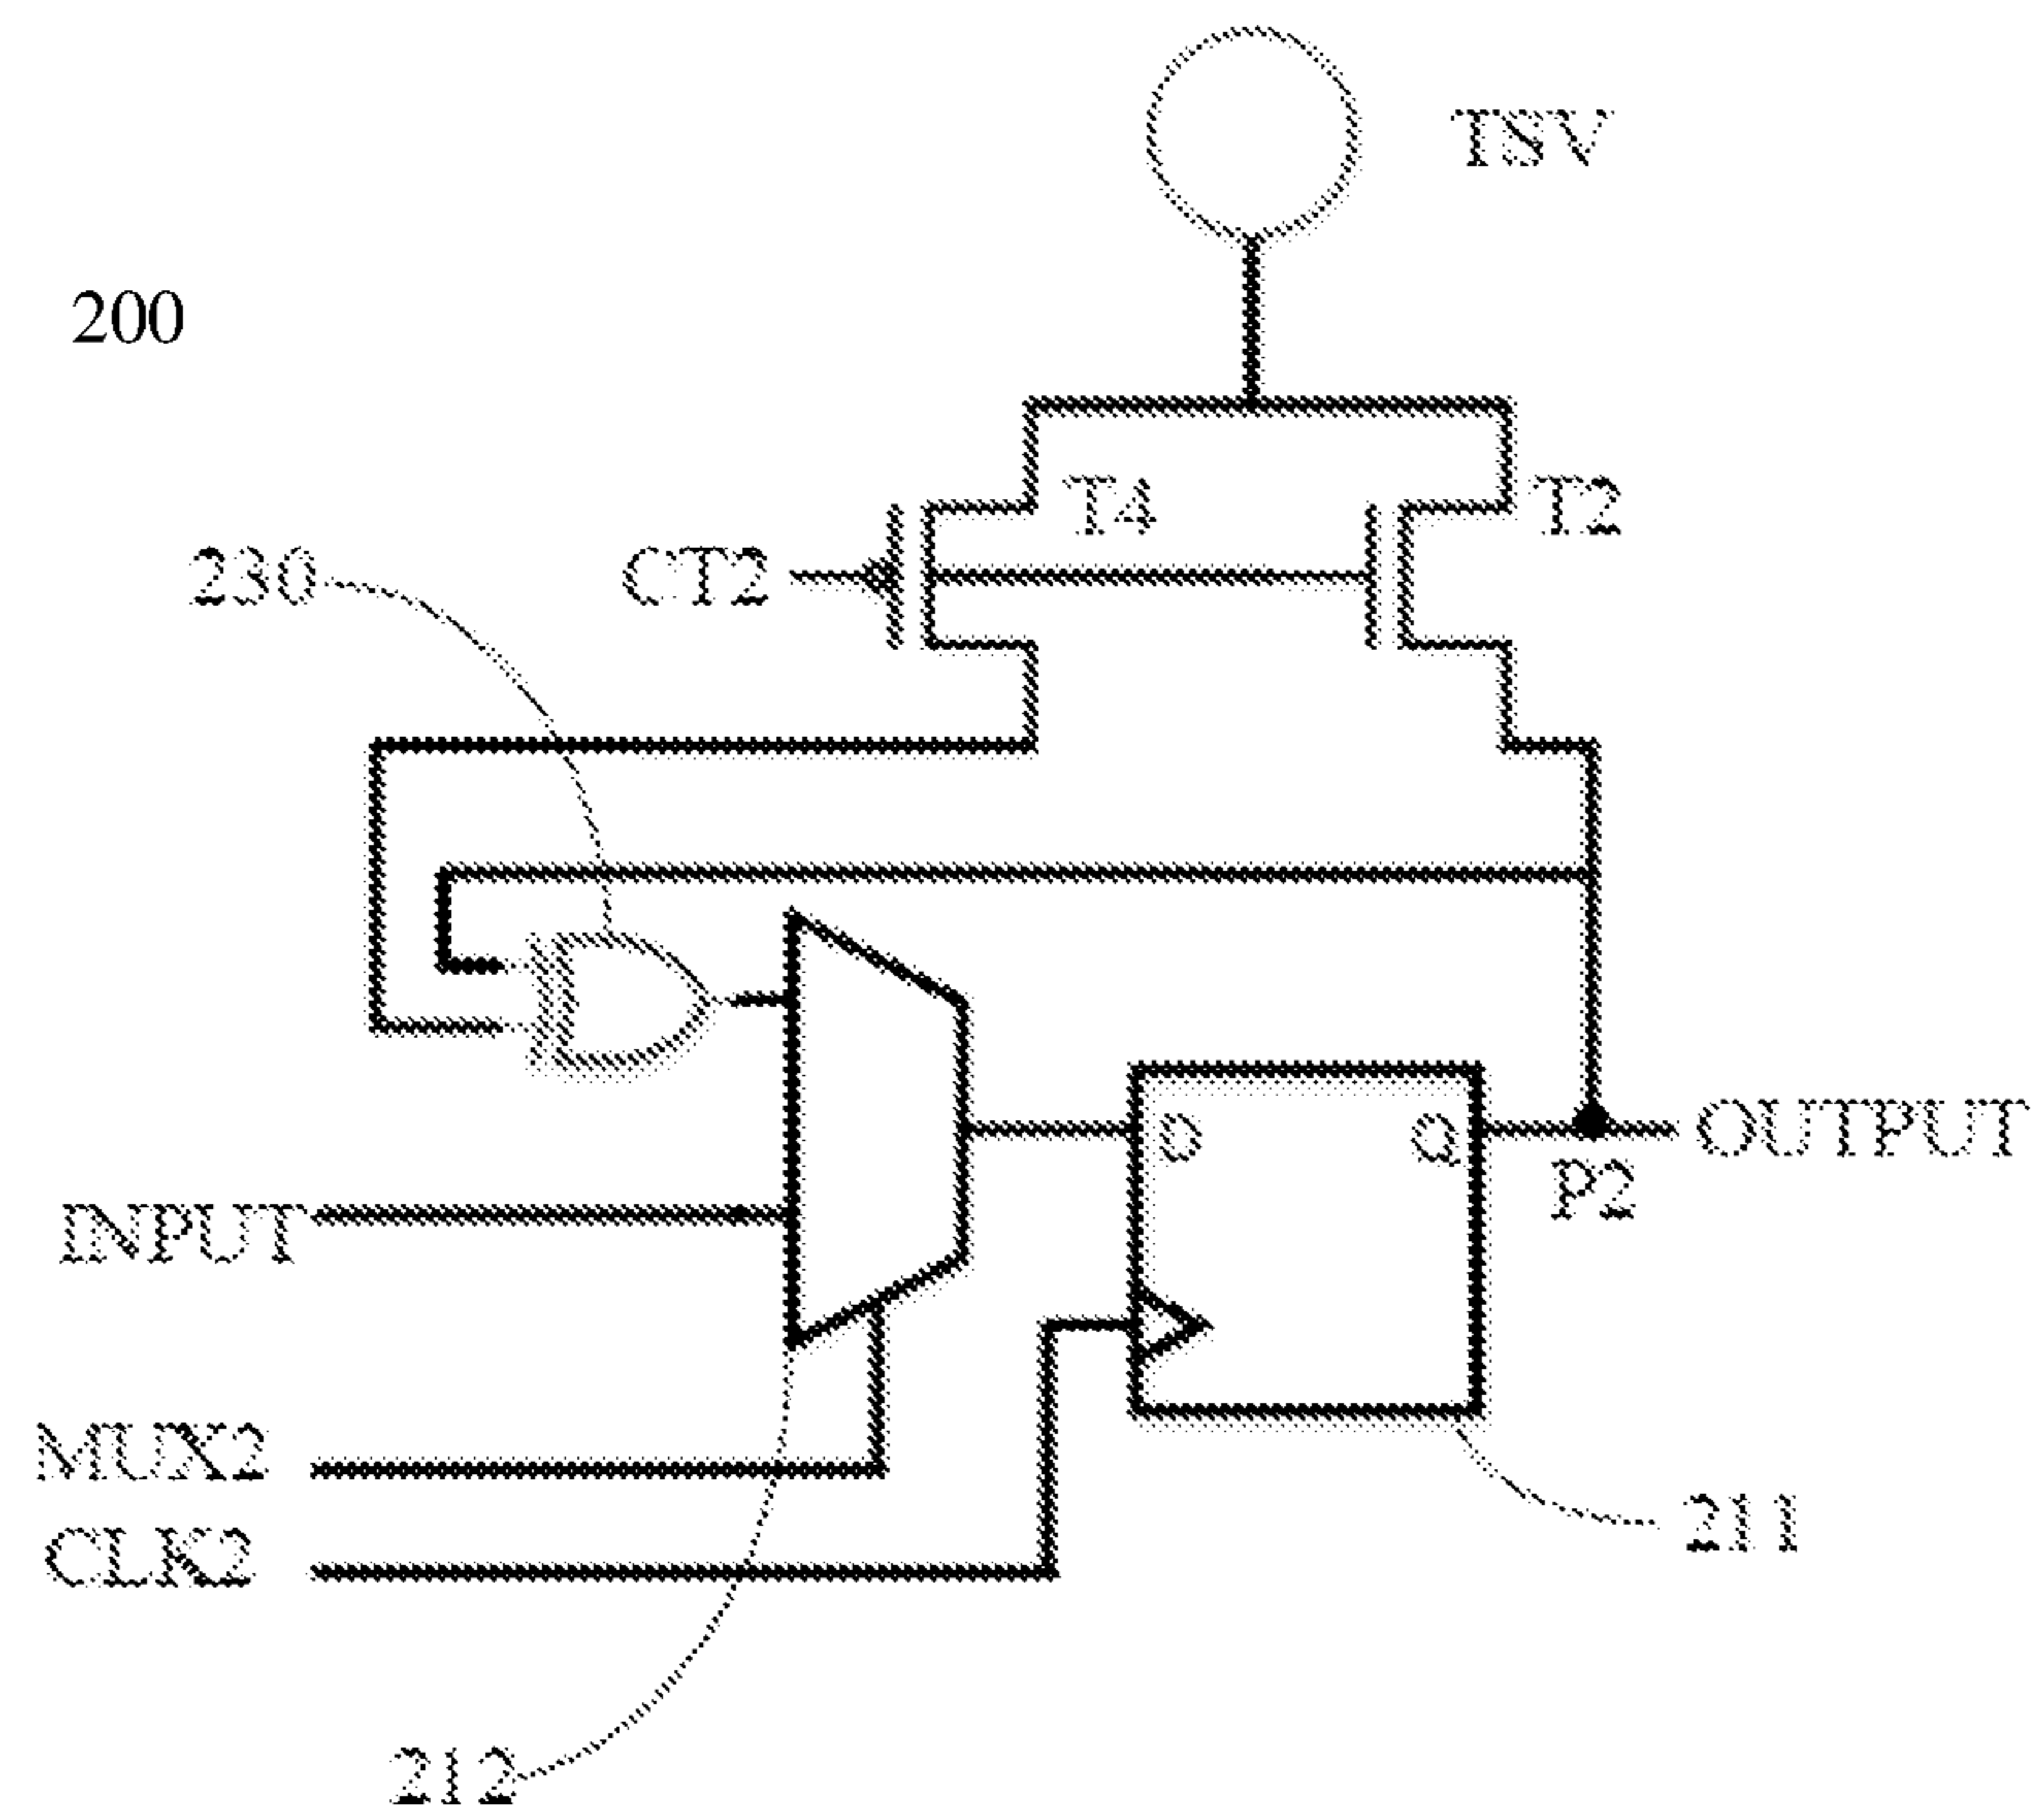 TSV
200
T4
T2
230
CT2
D
Q
OUTPUT
P2
INPUT
MUX2
CLK2
211
212